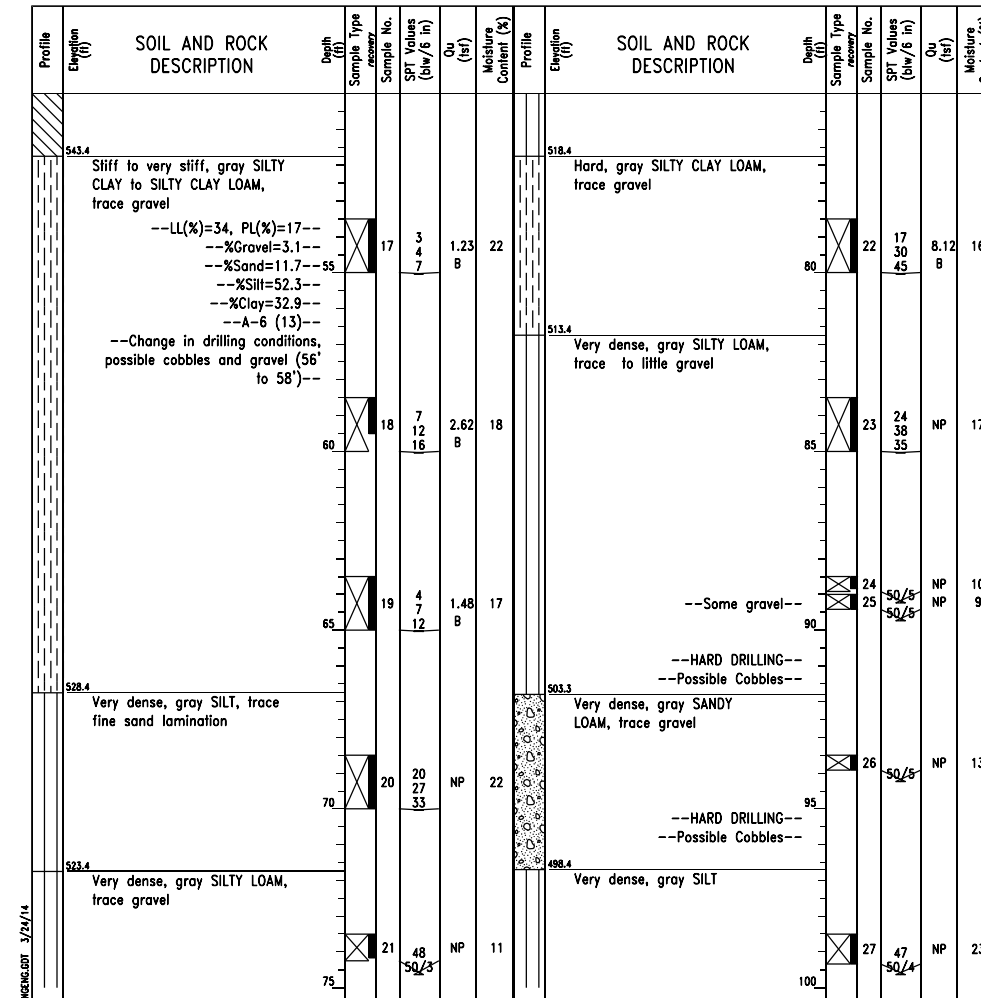 Profile
Elevation
(ft)
SOIL AND ROCK
DESCRIPTION
Depth
(ft)
Sample Type
recovery
Sample No.
SPT Values
(blw/6 in)
Qu
(tsf)
Moisture
Content (%)
543.4
Stiff to very stiff, gray SILTY
CLAY to SILTY CLAY LOAM,
trace gravel
--LL(%)=34, PL(%)=17--
--%Gravel=3.1--
--%Sand=11.7--
55
--%Silt=52.3--
--%Clay=32.9--
--A-6 (13)--
--Change in drilling conditions,
possible cobbles and gravel (56'
to 58')--
17
3
4
7
1.23
B
22
60
18
7
12
16
2.62
B
18
65
19
4
7
12
1.48
B
17
528.4
Very dense, gray SILT, trace
fine sand lamination
70
20
20
27
33
NP
22
523.4
Very dense, gray SILTY LOAM,
trace gravel
75
21
48
50/3
NP
11
Profile
Elevation
(ft)
SOIL AND ROCK
DESCRIPTION
Depth
(ft)
Sample Type
recovery
Sample No.
SPT Values
(blw/6 in)
Qu
(tsf)
Moisture
518.4
Hard, gray SILTY CLAY LOAM,
trace gravel
80
22
17
30
45
8.12
B
16
513.4
Very dense, gray SILTY LOAM,
trace to little gravel
85
23
24
38
35
NP
17
24
50/5
NP
10
--Some gravel--
25
50/5
NP
9
90
--HARD DRILLING--
--Possible Cobbles--
503.3
Very dense, gray SANDY
LOAM, trace gravel
26
50/5
NP
13
95
--HARD DRILLING--
--Possible Cobbles--
498.4
Very dense, gray SILT
100
27
47
50/4
NP
23
NGENG.GDT 3/24/14